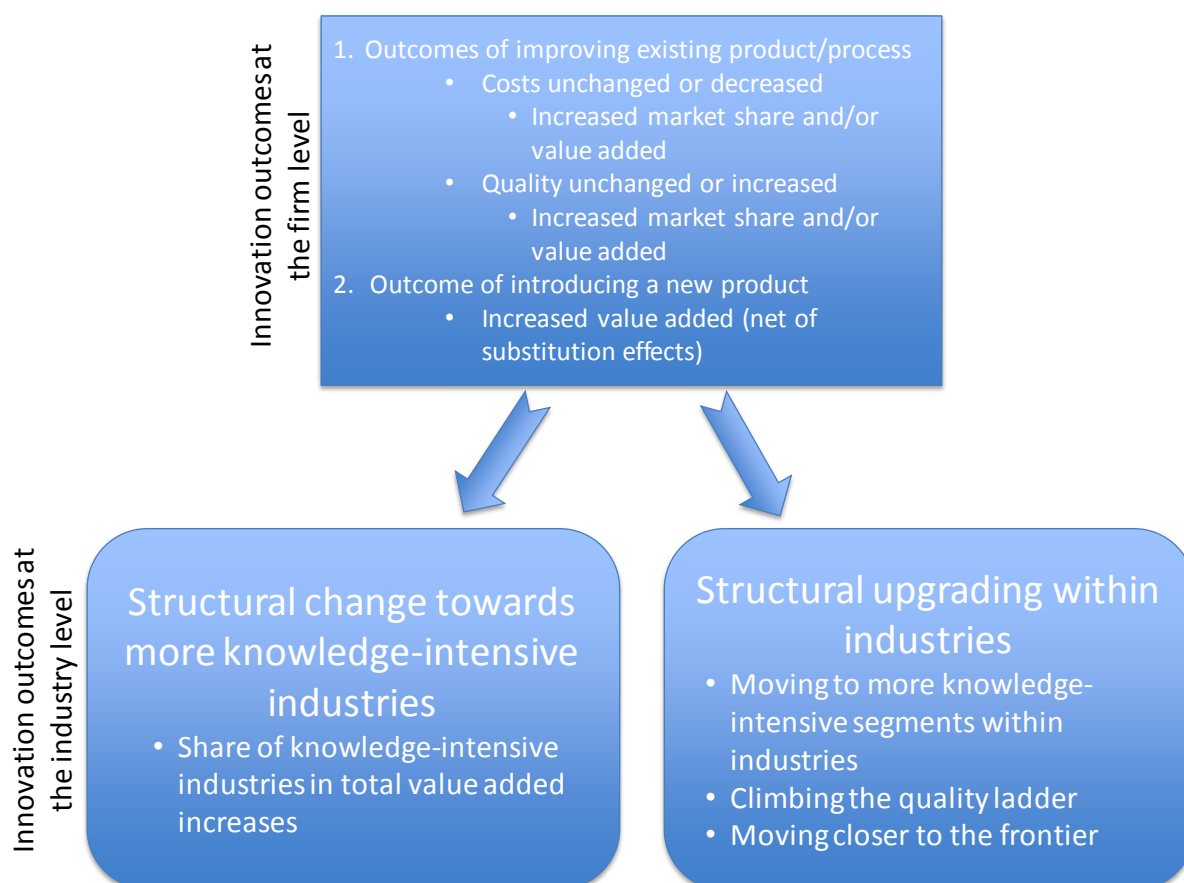 Innovation outcomesat
the firm level
1. Outcomes of improving existing product/process
• Costs unchanged or decreased
• Increased market share and/or
value added
• Quality unchanged or increased
• Increased market share and/or
value added
2. Outcome of introducing a new product
• Increased value added (net of
substitution effects)
Innovation outcomesat
the industry level
Structural change towards
more knowledge-intensive
industries
• Share of knowledge-intensive
industries in total value added
increases
Structural upgrading within
industries
• Moving to more knowledge-
intensive segments within
industries
• Climbing the quality ladder
• Moving closer to the frontier